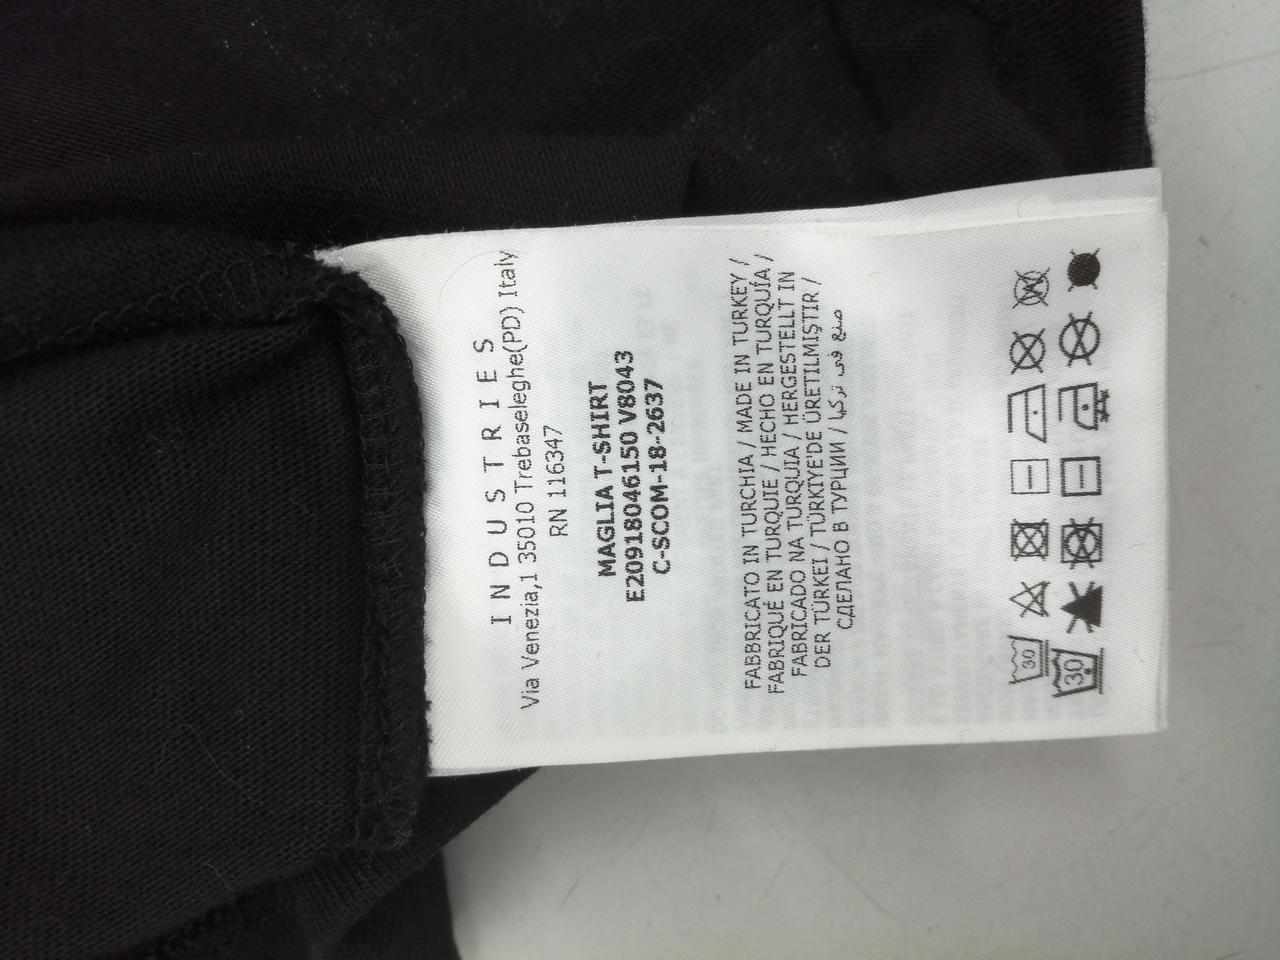 INDUSTRIES
Via Venezia,1 35010 Trebaseleghe(PD) Italy
RN 116347
MAGLIA T-SHIRT
E20918046150 V8043
C-SCOM-18-2637
FABBRICATO IN TURCHIA / MADE IN TURKEY /
FABRIQUÉ EN TURQUIE / HECHO EN TURQUÍA /
FABRICADO NA TURQUIA / HERGESTELLT IN
DER TÜRKEI / TÜRKIYE'DE ÜRETILMIŞTIR /
СДЕЛАНО В ТУРЦИИ / صنع في تركيا
30
30